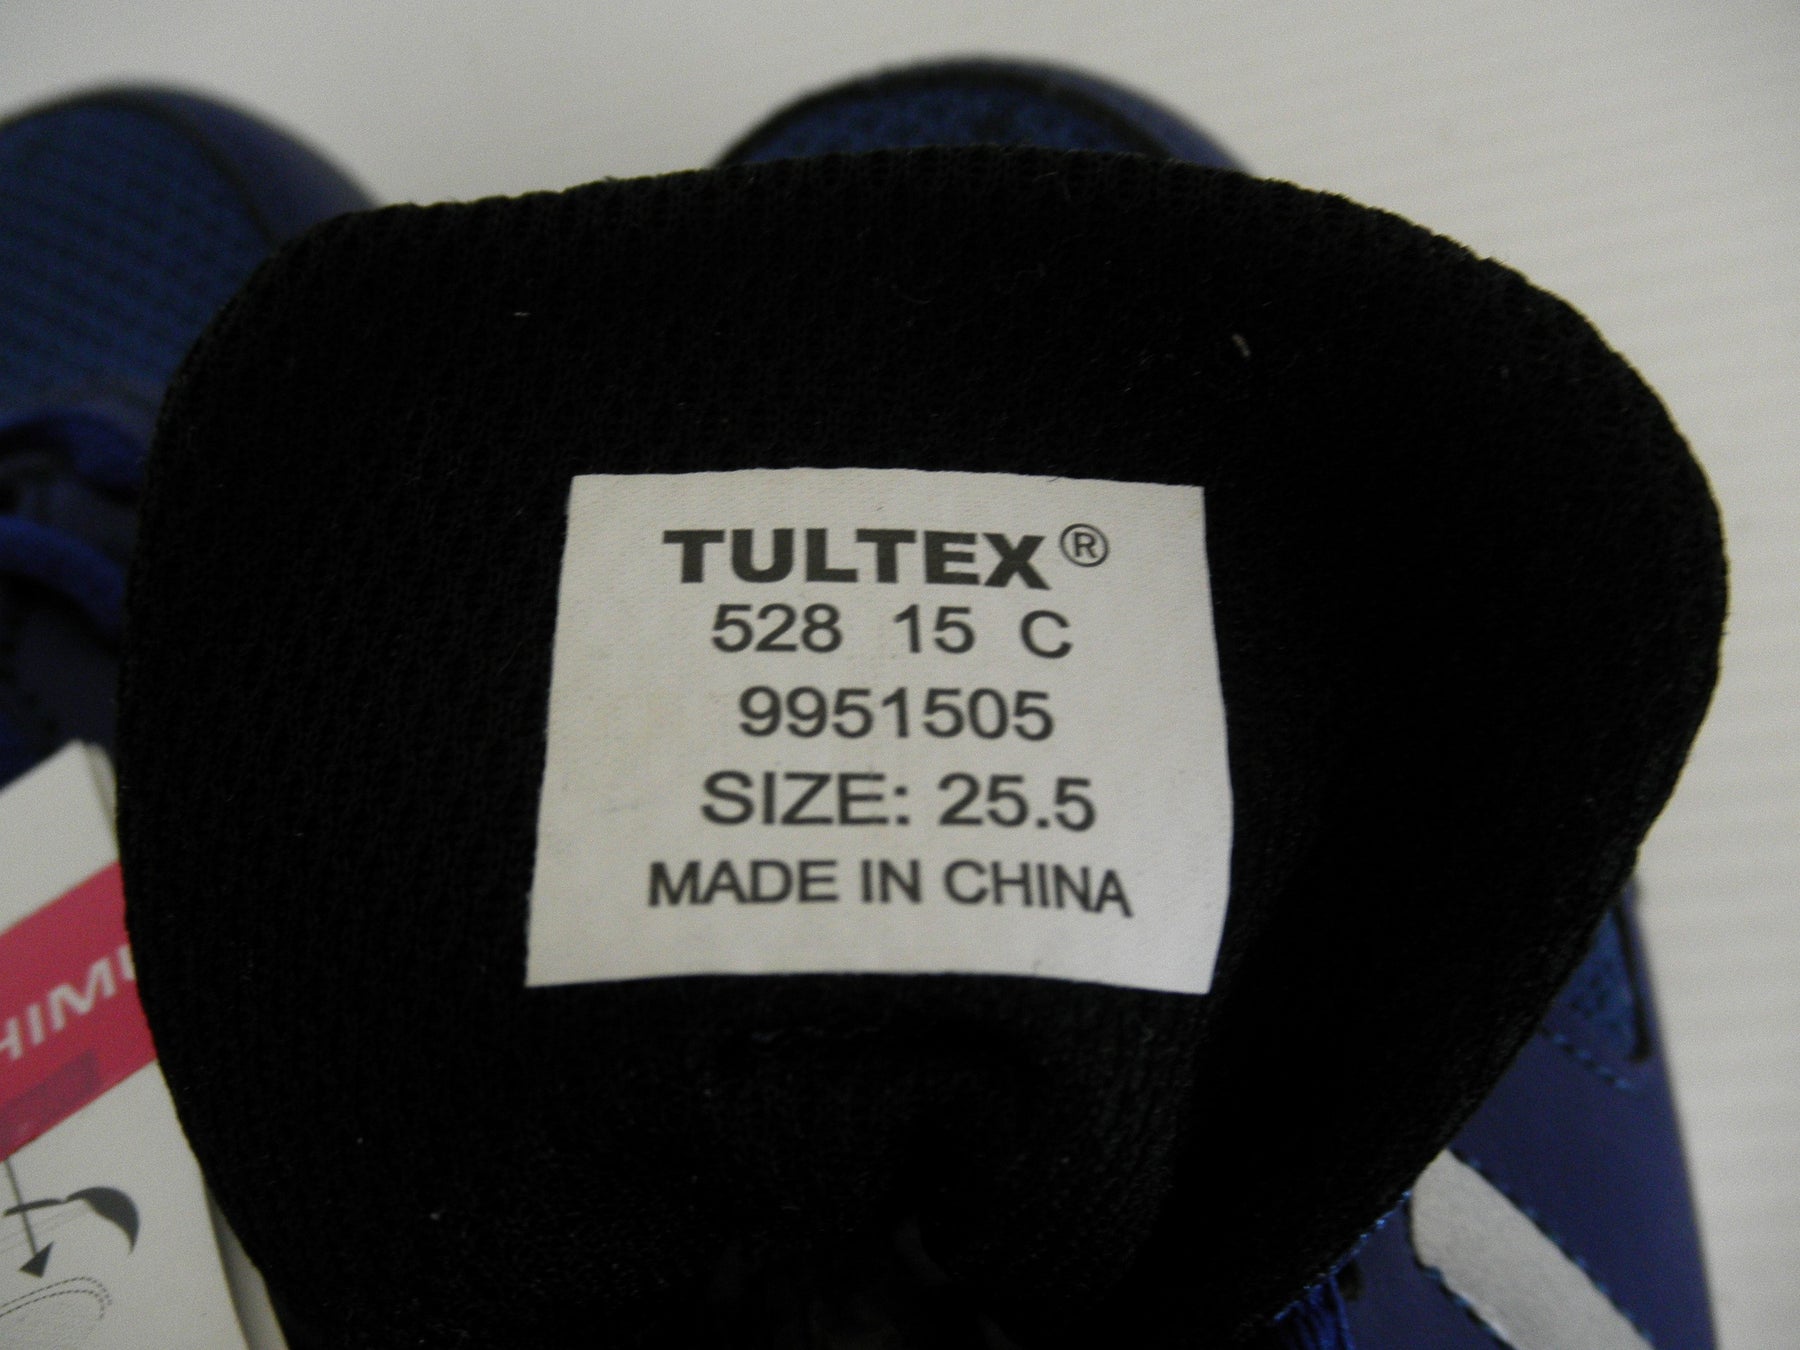 TULTEX®
528 15 C
9951505
SIZE: 25.5
MADE IN CHINA